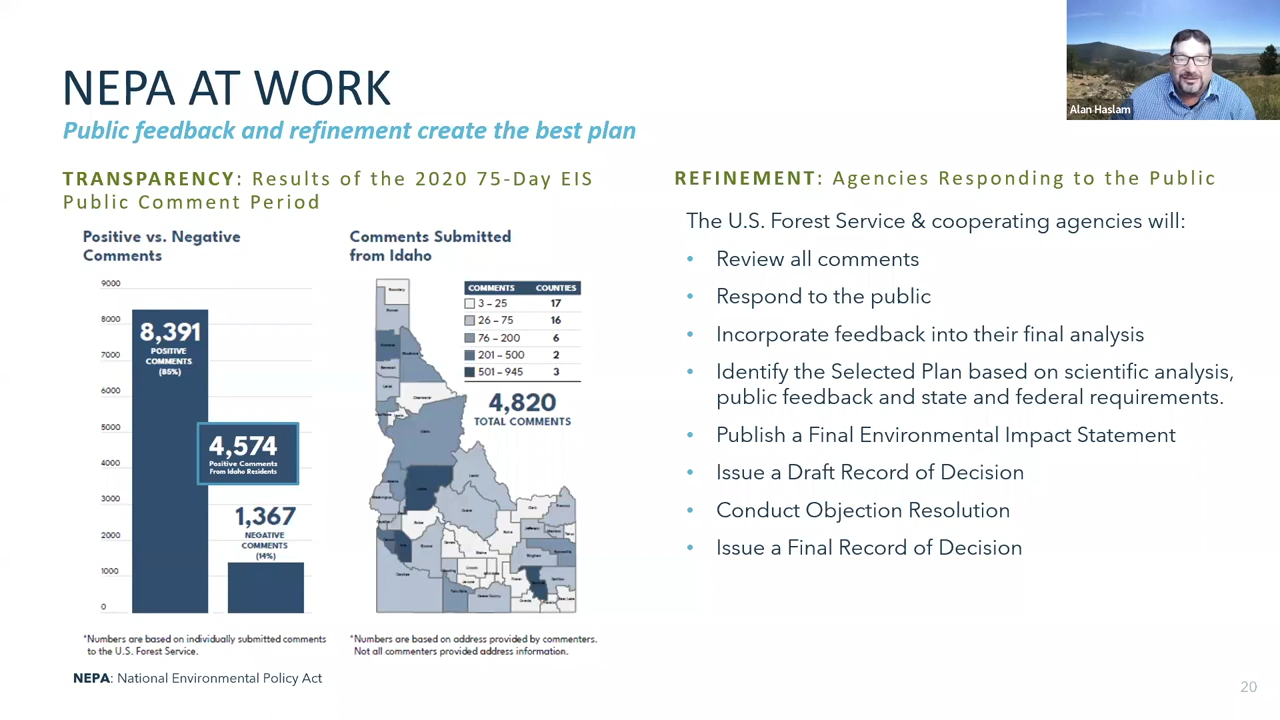 NEPA AT WORK
Public feedback and refinement create the best plan
Alan Haslam
TRANSPARENCY: Results of the 2020 75-Day EIS
Public Comment Period
Positive vs. Negative
Comments
9000
8000
7000
6000
5000
4000
3000
2000
1000
0
8,391
POSITIVE
COMMENTS
(85%)
4,574
Positive Comments
From Idaho Residents
1,367
NEGATIVE
COMMENTS
(14%)
*Numbers are based on individually submitted comments
to the U.S. Forest Service.
Comments Submitted
from Idaho
COMMENTS COUNTIES
3 – 25 17
26 – 75 16
76 – 200 6
201 – 500 2
501 – 945 3
4,820
TOTAL COMMENTS
*Numbers are based on address provided by commenters.
Not all commenters provided address information.
NEPA: National Environmental Policy Act
REFINEMENT: Agencies Responding to the Public
The U.S. Forest Service & cooperating agencies will:
• Review all comments
• Respond to the public
• Incorporate feedback into their final analysis
• Identify the Selected Plan based on scientific analysis,
public feedback and state and federal requirements.
• Publish a Final Environmental Impact Statement
• Issue a Draft Record of Decision
• Conduct Objection Resolution
• Issue a Final Record of Decision
20